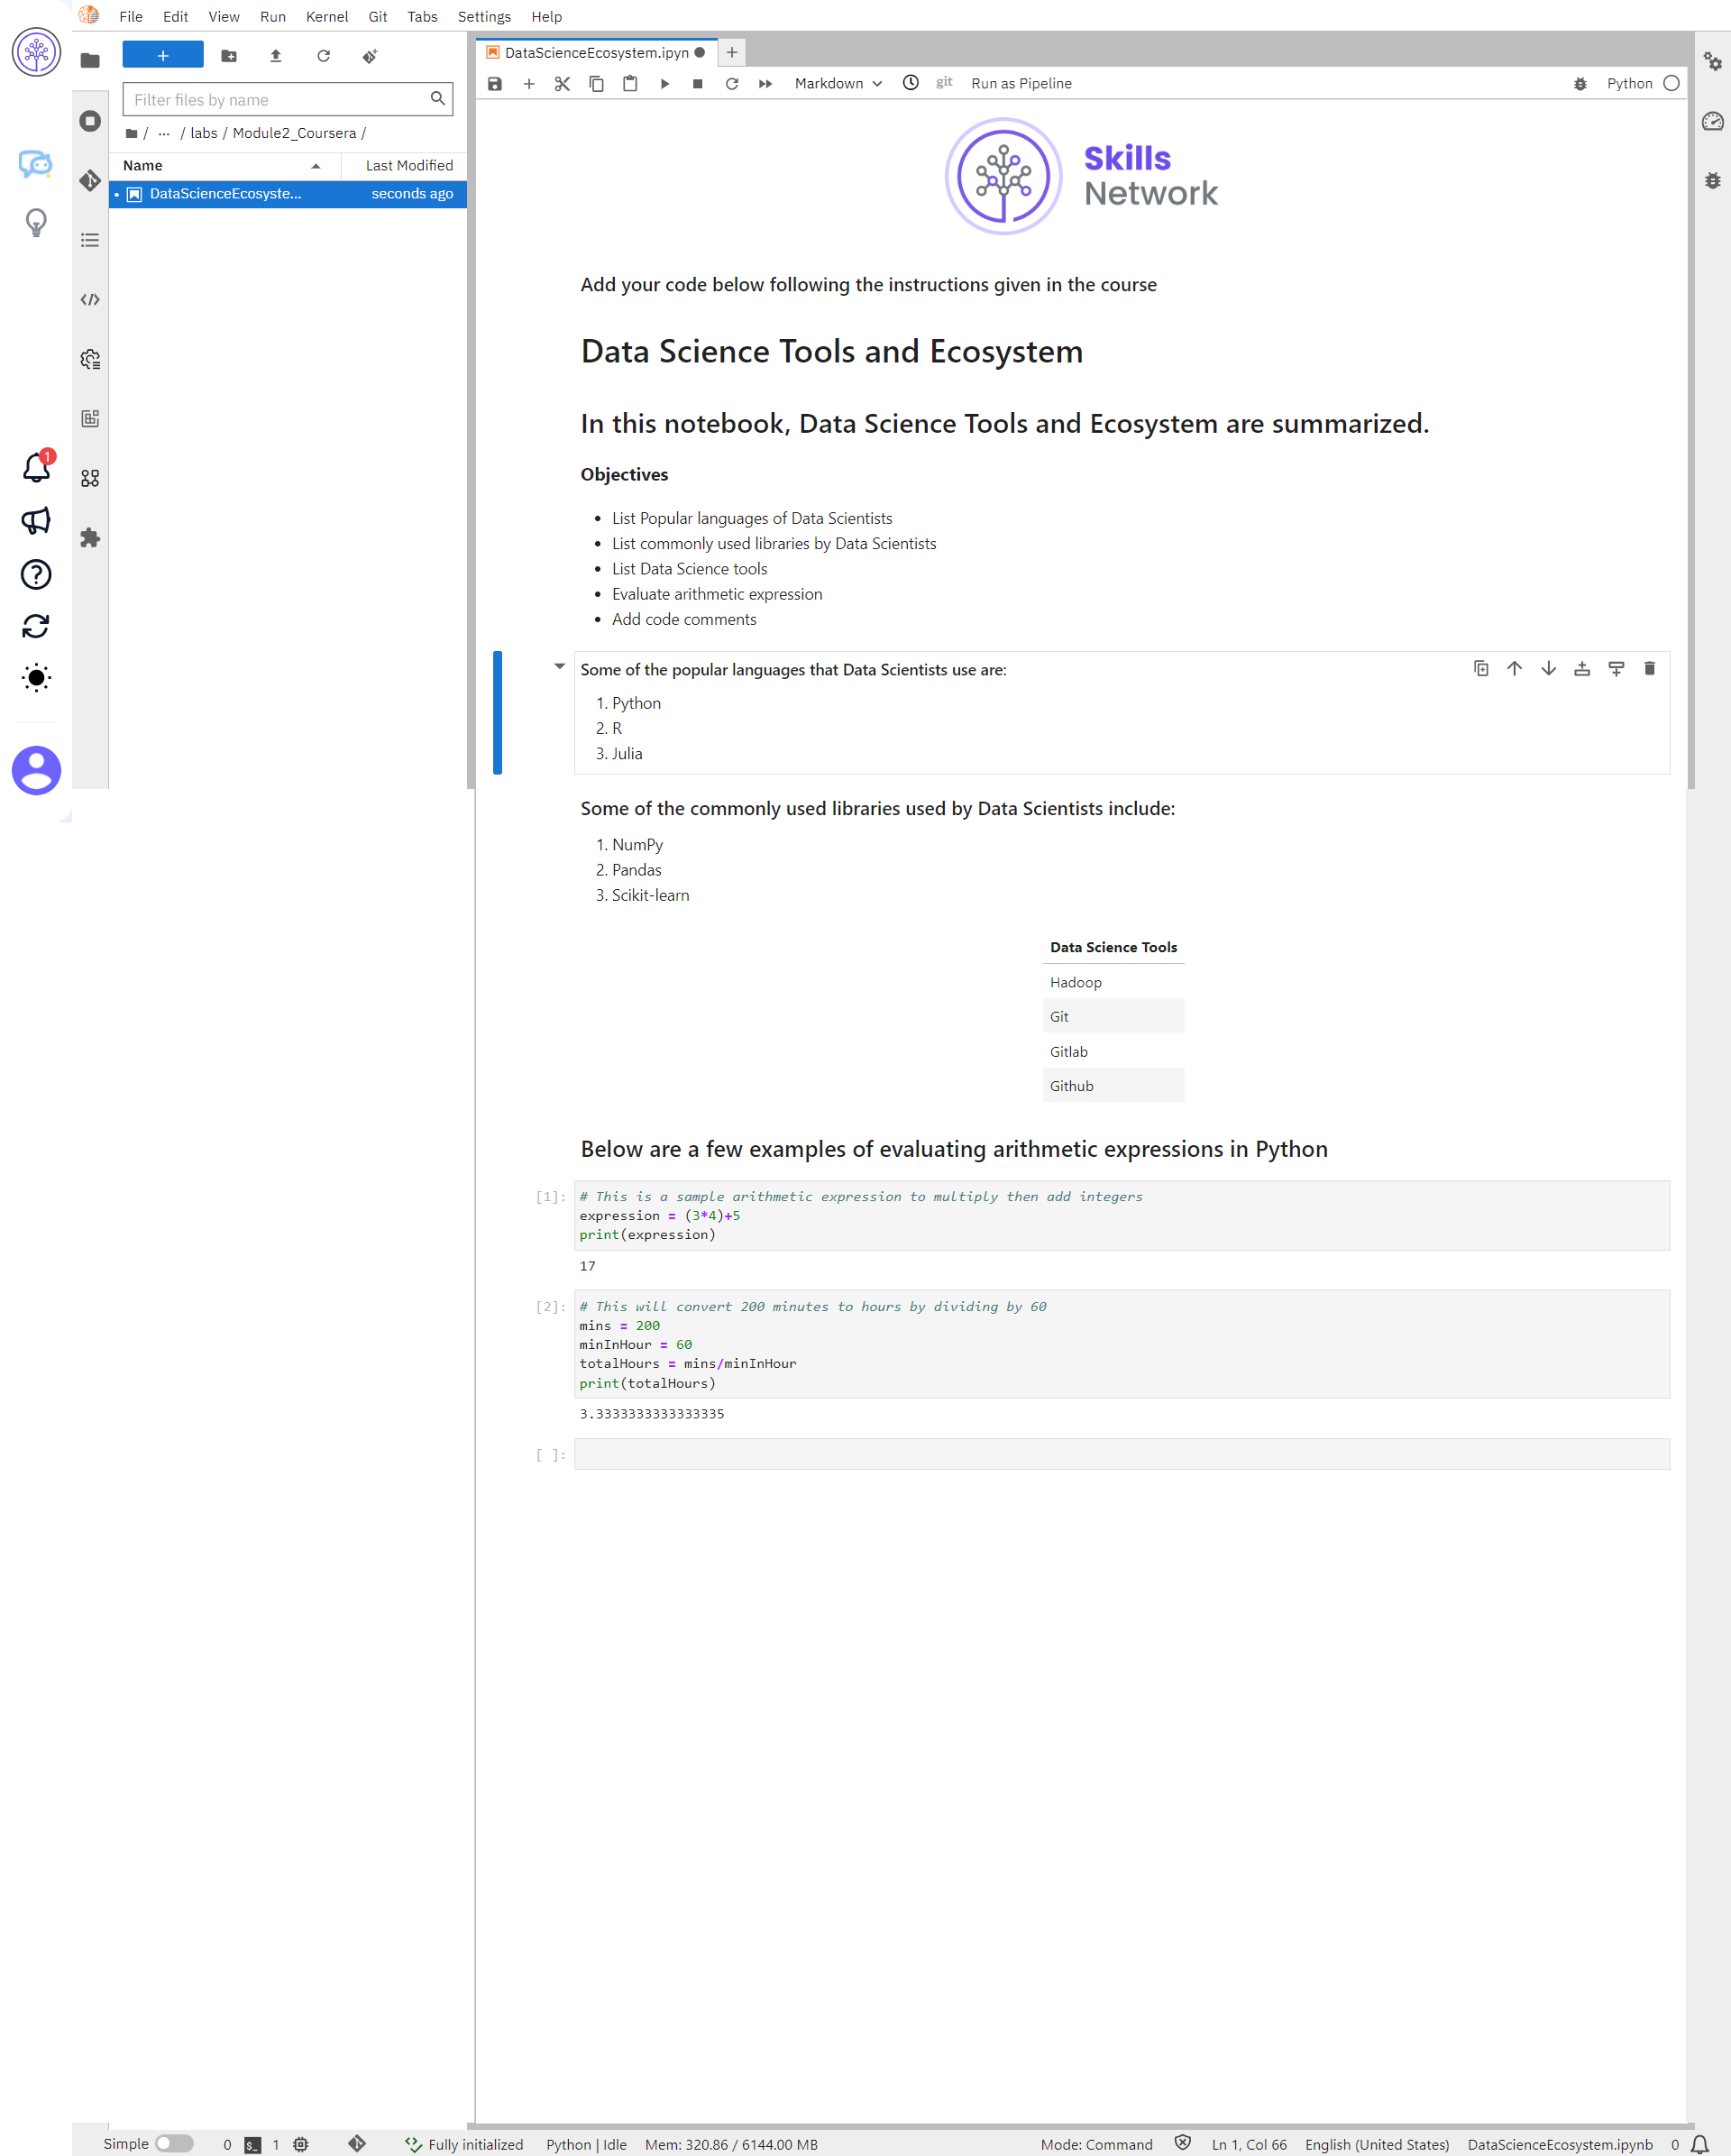 File Edit View Run Kernel Git Tabs Settings Help
Filter files by name
/ ... / labs / Module2_Coursera /
Name Last Modified
DataScienceEcosyste... seconds ago
1
DataScienceEcosystem.ipyn
Markdown git Run as Pipeline Python
Skills
Network
Add your code below following the instructions given in the course
Data Science Tools and Ecosystem
In this notebook, Data Science Tools and Ecosystem are summarized.
Objectives
• List Popular languages of Data Scientists
• List commonly used libraries by Data Scientists
• List Data Science tools
• Evaluate arithmetic expression
• Add code comments
Some of the popular languages that Data Scientists use are:
1. Python
2. R
3. Julia
Some of the commonly used libraries used by Data Scientists include:
1. NumPy
2. Pandas
3. Scikit-learn
Data Science Tools
Hadoop
Git
Gitlab
Github
Below are a few examples of evaluating arithmetic expressions in Python
[1]: # This is a sample arithmetic expression to multiply then add integers
expression = (3*4)+5
print(expression)
17
[2]: # This will convert 200 minutes to hours by dividing by 60
mins = 200
minInHour = 60
totalHours = mins/minInHour
print(totalHours)
3.3333333333333335
[ ]:
Simple 0 $_ 1 Fully initialized Python | Idle Mem: 320.86 / 6144.00 MB Mode: Command Ln 1, Col 66 English (United States) DataScienceEcosystem.ipynb 0